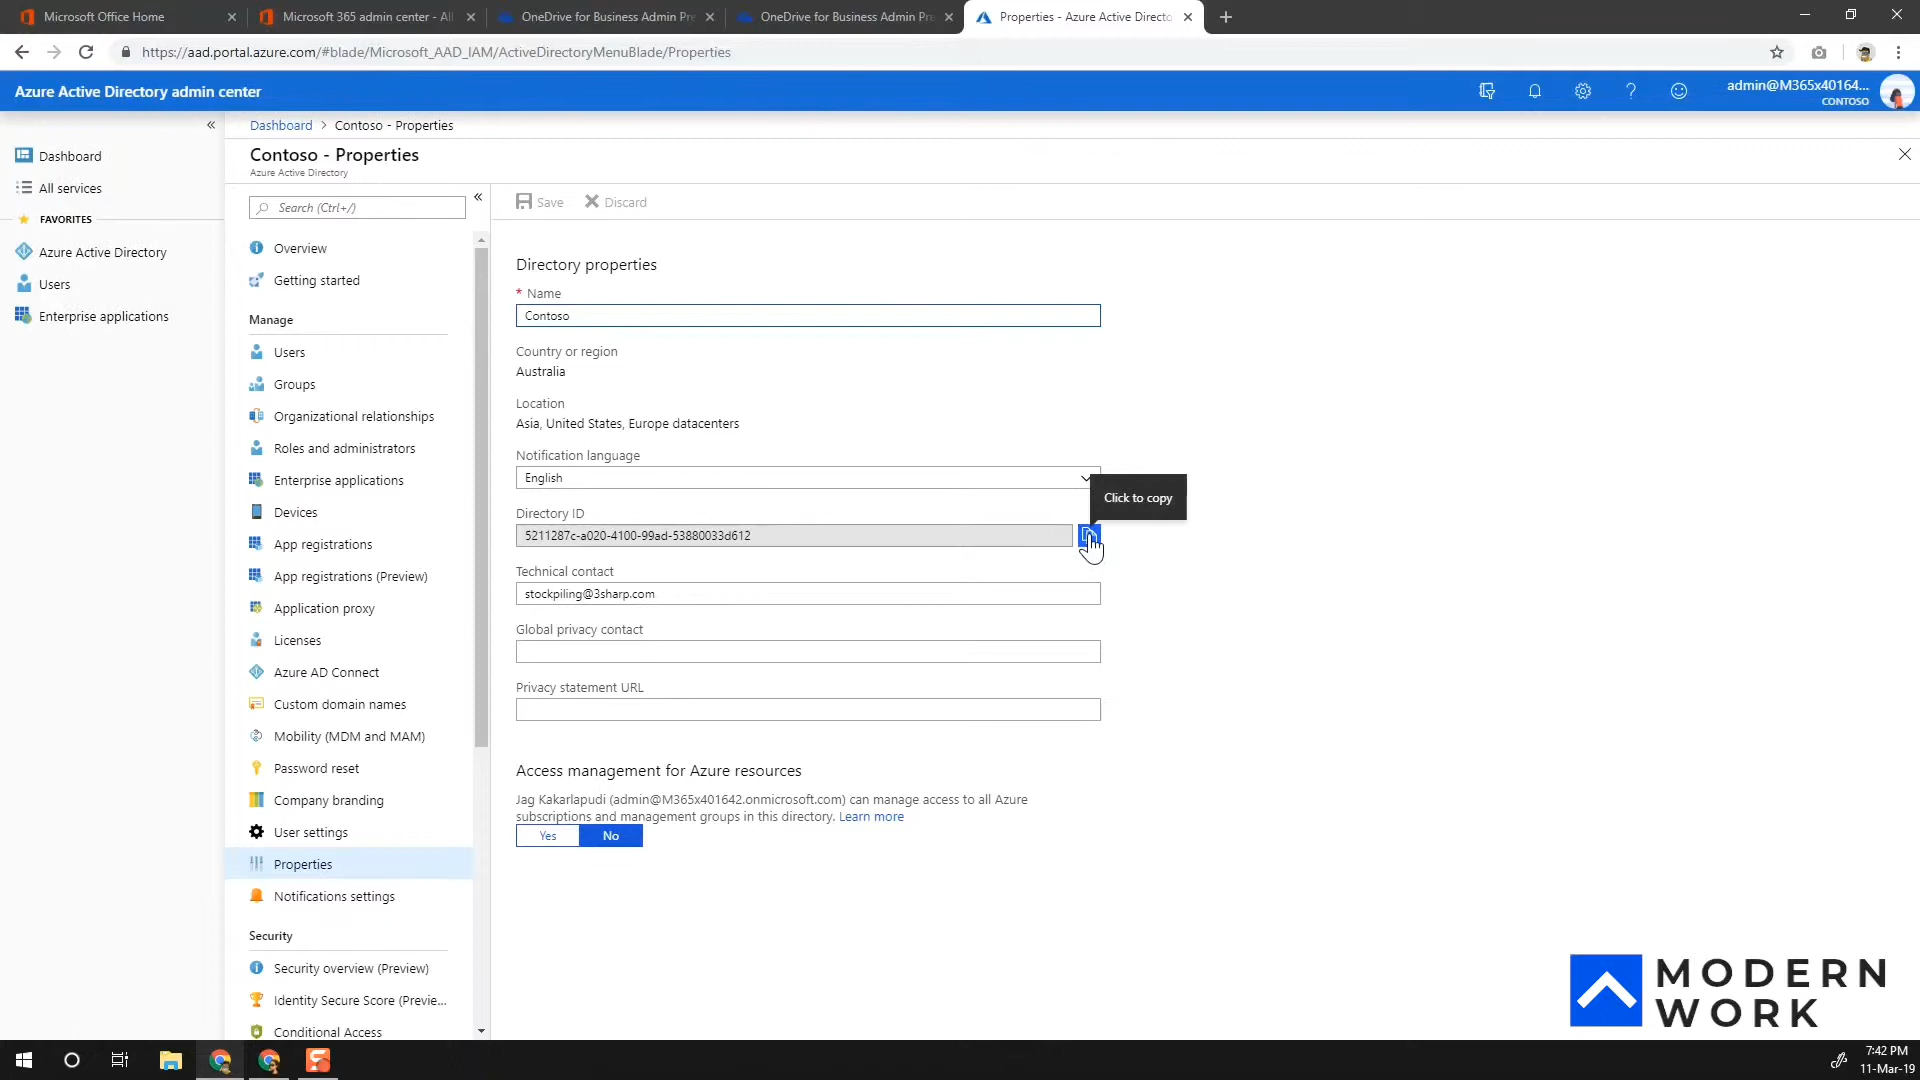 Microsoft Office Home
Microsoft 365 admin center - All
OneDrive for Business Admin Pre
OneDrive for Business Admin Pre
Properties - Azure Active Directo
https://aad.portal.azure.com/#blade/Microsoft_AAD_IAM/ActiveDirectoryMenuBlade/Properties
Azure Active Directory admin center
admin@M365x40164...
CONTOSO
Dashboard > Contoso - Properties
Contoso - Properties
Azure Active Directory
Dashboard
All services
FAVORITES
Azure Active Directory
Users
Enterprise applications
Search (Ctrl+/)
Overview
Getting started
Manage
Users
Groups
Organizational relationships
Roles and administrators
Enterprise applications
Devices
App registrations
App registrations (Preview)
Application proxy
Licenses
Azure AD Connect
Custom domain names
Mobility (MDM and MAM)
Password reset
Company branding
User settings
Properties
Notifications settings
Security
Security overview (Preview)
Identity Secure Score (Previe...
Conditional Access
Save
Discard
Directory properties
* Name
Contoso
Country or region
Australia
Location
Asia, United States, Europe datacenters
Notification language
English
Click to copy
Directory ID
5211287c-a020-4100-99ad-53880033d612
Technical contact
stockpiling@3sharp.com
Global privacy contact
Privacy statement URL
Access management for Azure resources
Jag Kakarlapudi (admin@M365x401642.onmicrosoft.com) can manage access to all Azure
subscriptions and management groups in this directory. Learn more
Yes
No
MODERN
WORK
7:42 PM
11-Mar-19